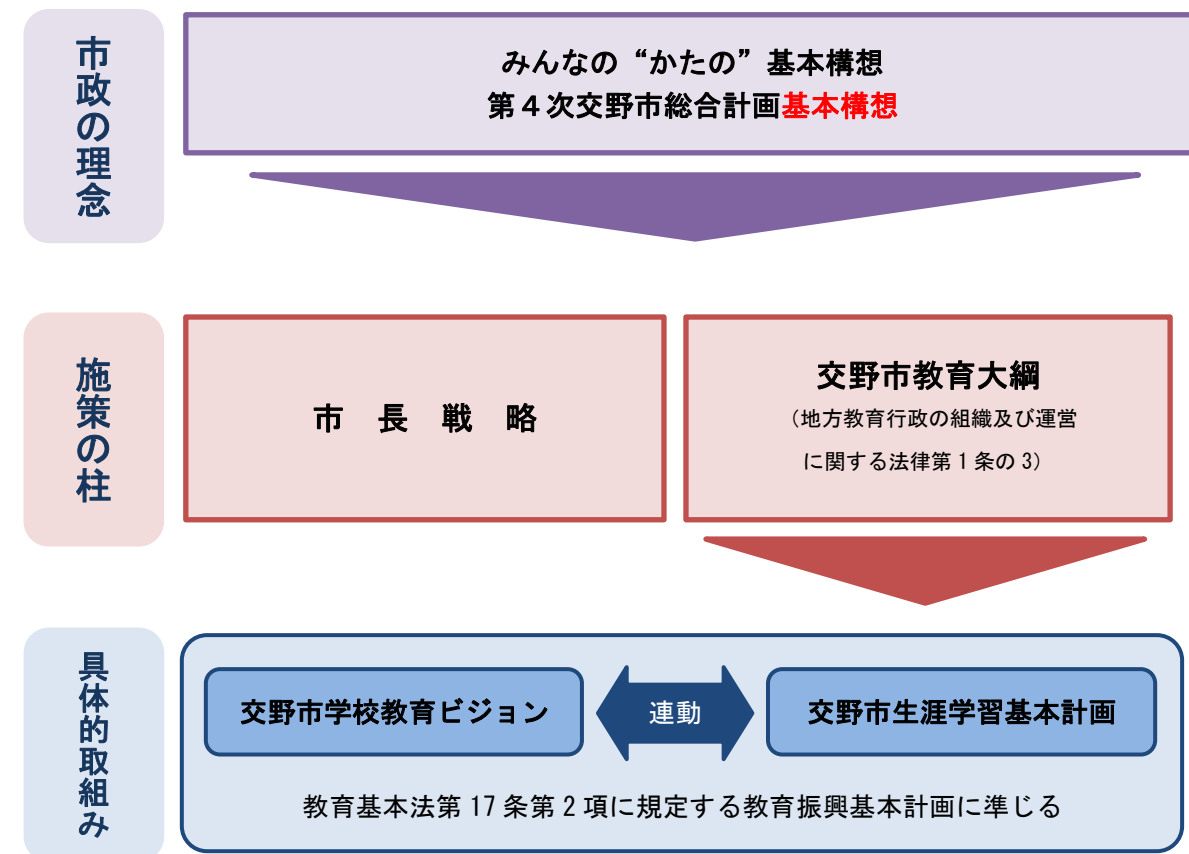 市政の理念
みんなの“かたの”基本構想
第４次交野市総合計画基本構想
施策の柱
市 長 戦 略
交野市教育大綱
（地方教育行政の組織及び運営
に関する法律第１条の３）
具体的取組み
交野市学校教育ビジョン
連動
交野市生涯学習基本計画
教育基本法第 17 条第２項に規定する教育振興基本計画に準じる